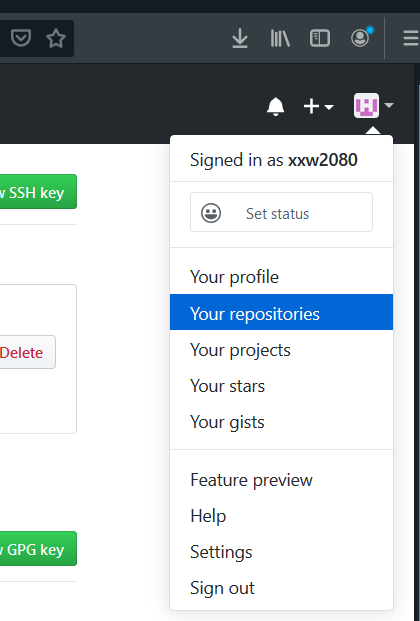 Signed in as xxw2080
w SSH key
Set status
Your profile
Your repositories
Delete
Your projects
Your stars
Your gists
Feature preview
Help
w GPG key
Settings
Sign out